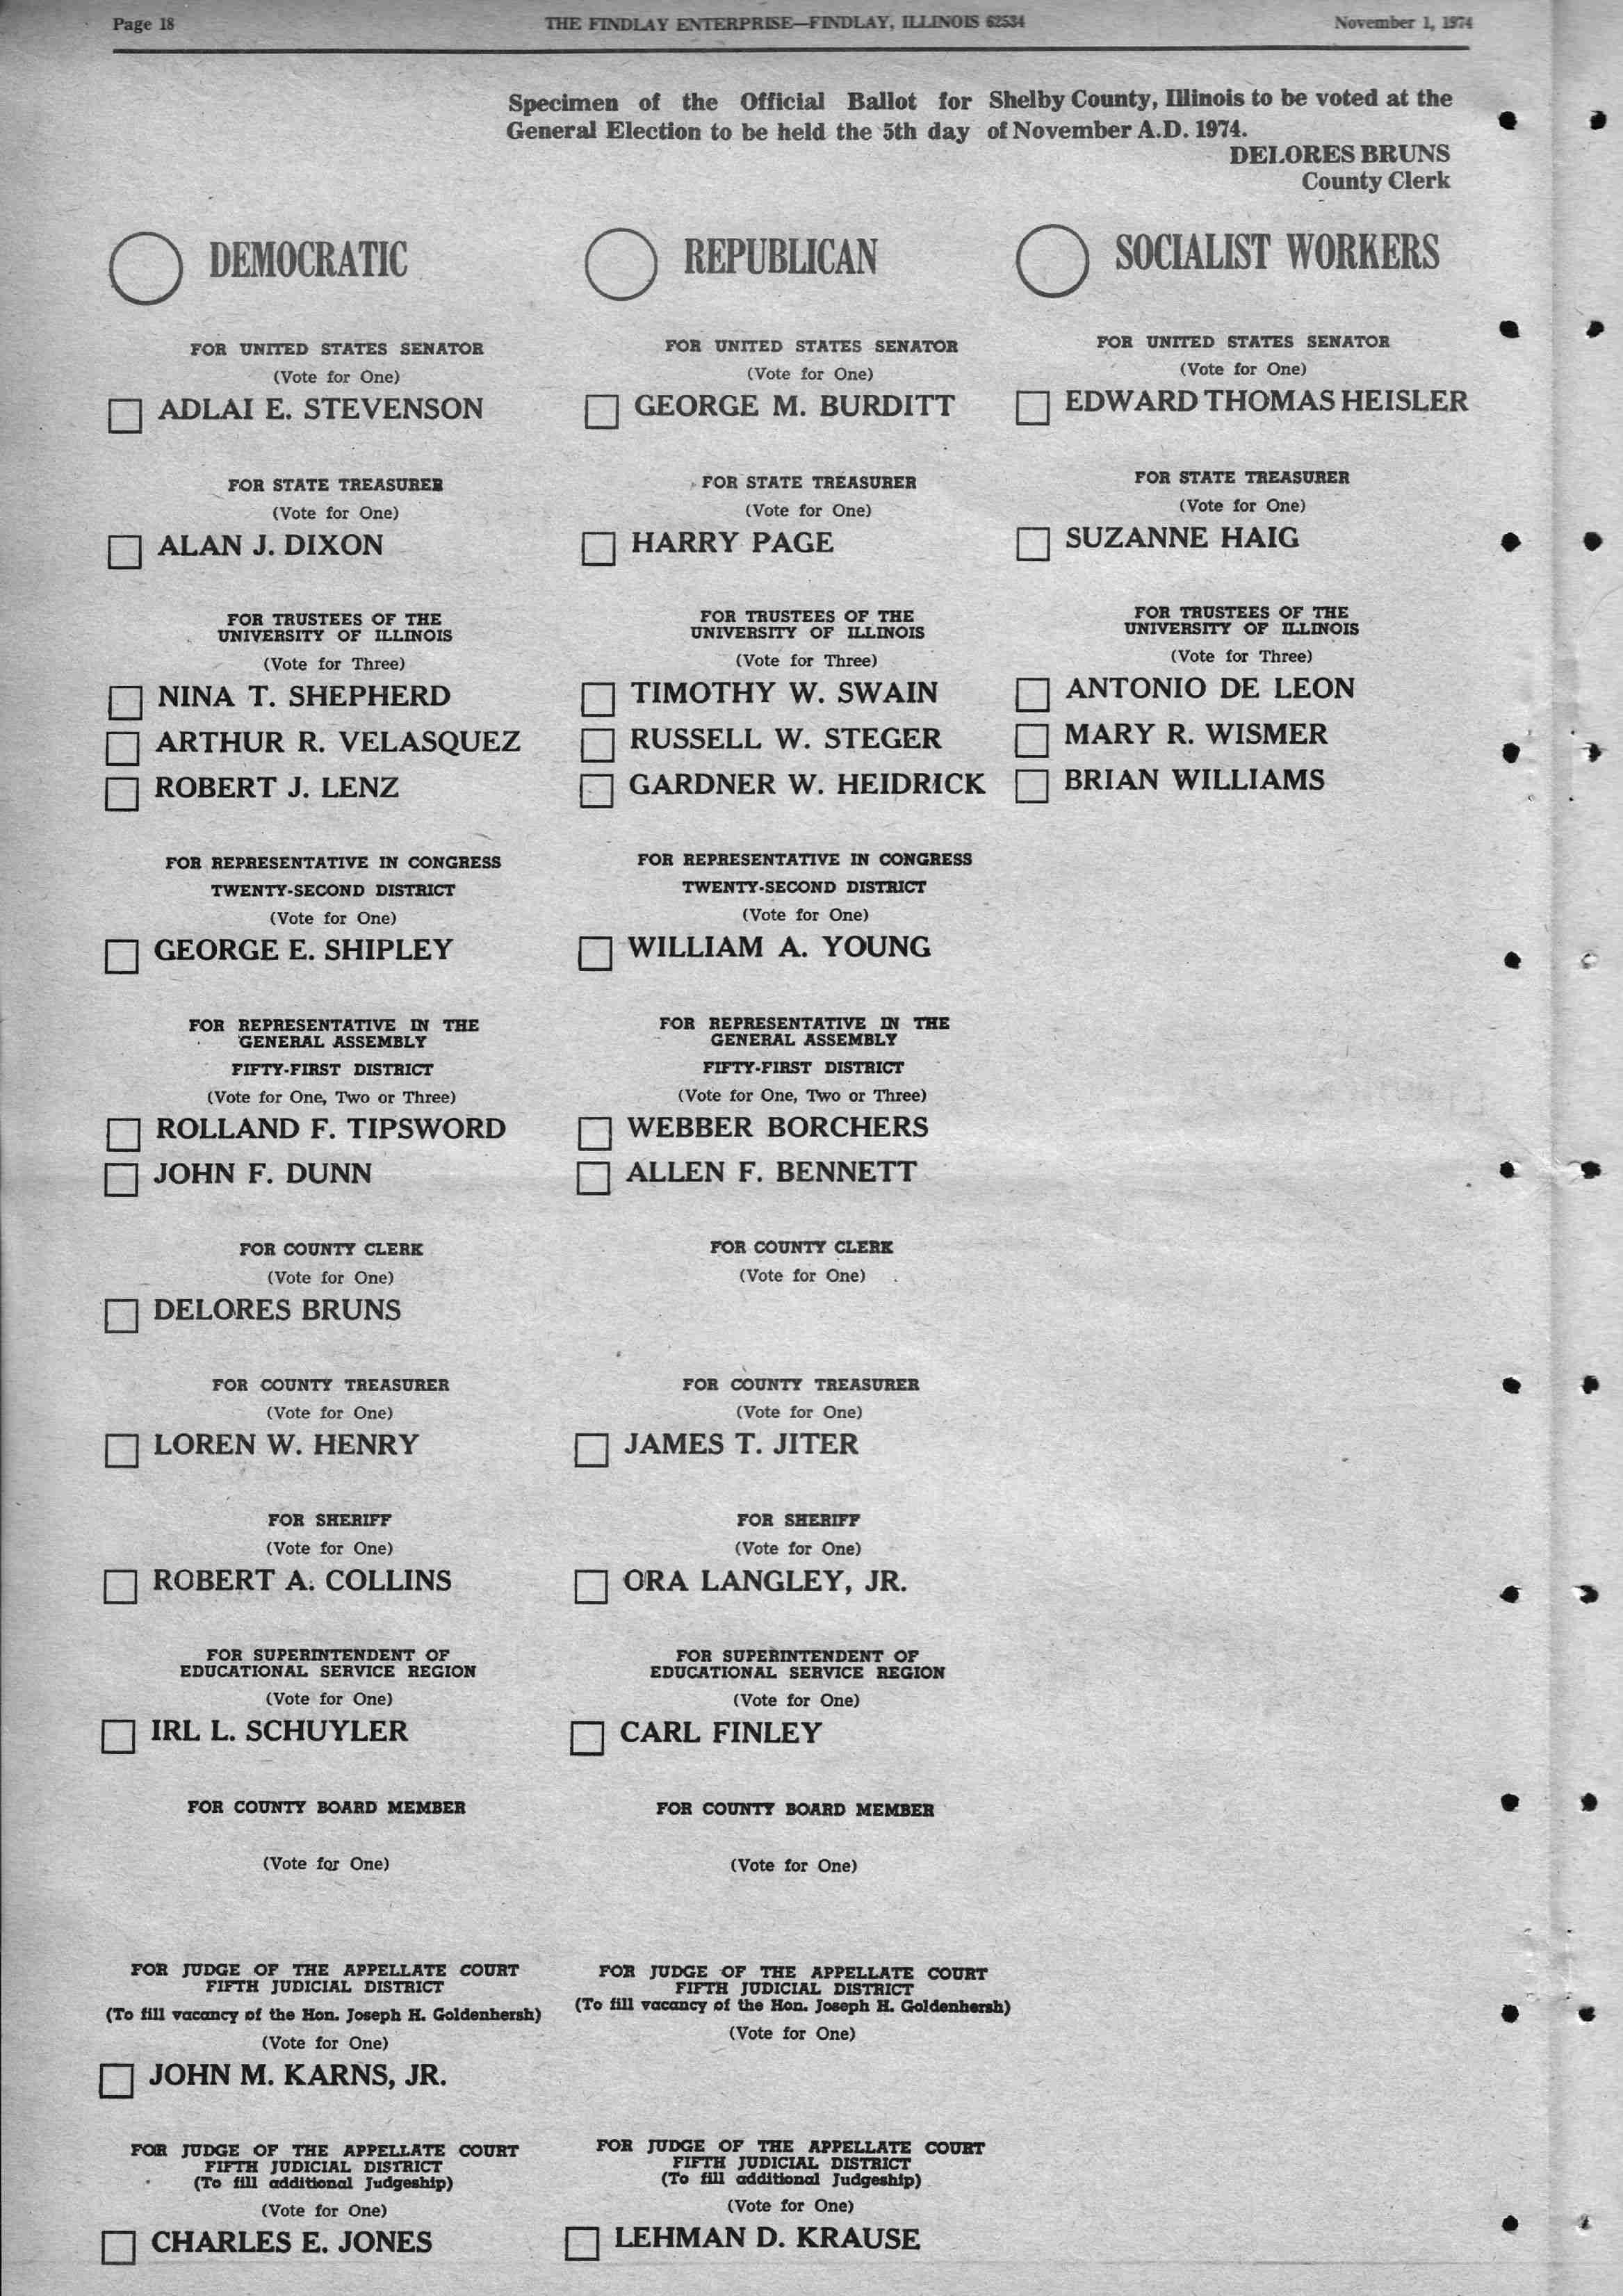 Page 18
THE FINDLAY ENTERPRISE—FINDLAY, ILLINOIS 62534
November 1, 1974
Specimen of the Official Ballot for Shelby County, Illinois to be voted at the
General Election to be held the 5th day of November A.D. 1974.
DELORES BRUNS
County Clerk
DEMOCRATIC
FOR UNITED STATES SENATOR
(Vote for One)
ADLAI E. STEVENSON
FOR STATE TREASURER
(Vote for One)
ALAN J. DIXON
FOR TRUSTEES OF THE
UNIVERSITY OF ILLINOIS
(Vote for Three)
NINA T. SHEPHERD
ARTHUR R. VELASQUEZ
ROBERT J. LENZ
FOR REPRESENTATIVE IN CONGRESS
TWENTY-SECOND DISTRICT
(Vote for One)
GEORGE E. SHIPLEY
FOR REPRESENTATIVE IN THE
GENERAL ASSEMBLY
FIFTY-FIRST DISTRICT
(Vote for One, Two or Three)
ROLLAND F. TIPSWORD
JOHN F. DUNN
FOR COUNTY CLERK
(Vote for One)
DELORES BRUNS
FOR COUNTY TREASURER
(Vote for One)
LOREN W. HENRY
FOR SHERIFF
(Vote for One)
ROBERT A. COLLINS
FOR SUPERINTENDENT OF
EDUCATIONAL SERVICE REGION
(Vote for One)
IRL L. SCHUYLER
FOR COUNTY BOARD MEMBER
(Vote for One)
FOR JUDGE OF THE APPELLATE COURT
FIFTH JUDICIAL DISTRICT
(To fill vacancy of the Hon. Joseph H. Goldenhersh)
(Vote for One)
JOHN M. KARNS, JR.
FOR JUDGE OF THE APPELLATE COURT
FIFTH JUDICIAL DISTRICT
(To fill additional Judgeship)
(Vote for One)
CHARLES E. JONES
REPUBLICAN
FOR UNITED STATES SENATOR
(Vote for One)
GEORGE M. BURDITT
FOR STATE TREASURER
(Vote for One)
HARRY PAGE
FOR TRUSTEES OF THE
UNIVERSITY OF ILLINOIS
(Vote for Three)
TIMOTHY W. SWAIN
RUSSELL W. STEGER
GARDNER W. HEIDRICK
FOR REPRESENTATIVE IN CONGRESS
TWENTY-SECOND DISTRICT
(Vote for One)
WILLIAM A. YOUNG
FOR REPRESENTATIVE IN THE
GENERAL ASSEMBLY
FIFTY-FIRST DISTRICT
(Vote for One, Two or Three)
WEBBER BORCHERS
ALLEN F. BENNETT
FOR COUNTY CLERK
(Vote for One)
FOR COUNTY TREASURER
(Vote for One)
JAMES T. JITER
FOR SHERIFF
(Vote for One)
ORA LANGLEY, JR.
FOR SUPERINTENDENT OF
EDUCATIONAL SERVICE REGION
(Vote for One)
CARL FINLEY
FOR COUNTY BOARD MEMBER
(Vote for One)
FOR JUDGE OF THE APPELLATE COURT
FIFTH JUDICIAL DISTRICT
(To fill vacancy of the Hon. Joseph H. Goldenhersh)
(Vote for One)
FOR JUDGE OF THE APPELLATE COURT
FIFTH JUDICIAL DISTRICT
(To fill additional Judgeship)
(Vote for One)
LEHMAN D. KRAUSE
SOCIALIST WORKERS
FOR UNITED STATES SENATOR
(Vote for One)
EDWARD THOMAS HEISLER
FOR STATE TREASURER
(Vote for One)
SUZANNE HAIG
FOR TRUSTEES OF THE
UNIVERSITY OF ILLINOIS
(Vote for Three)
ANTONIO DE LEON
MARY R. WISMER
BRIAN WILLIAMS